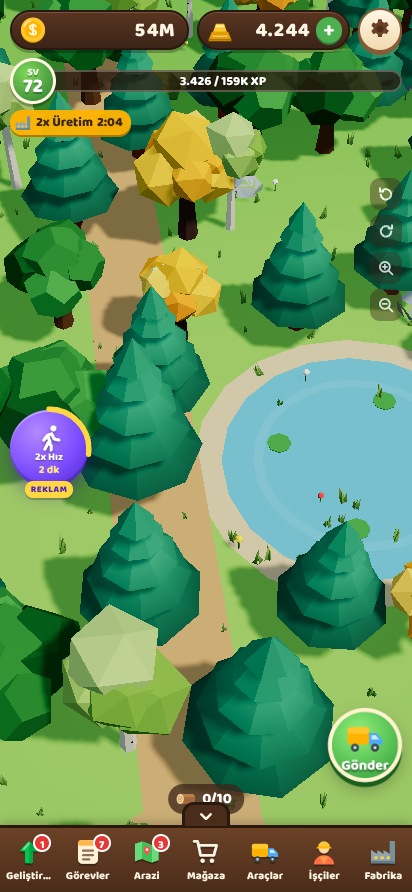 54M
4.244
SV
72
3.426 / 159K XP
2x Üretim 2:04
2x Hız
2 dk
REKLAM
Gönder
0/10
1
7
3
Geliştir...
Görevler
Arazi
Mağaza
Araçlar
İşçiler
Fabrika